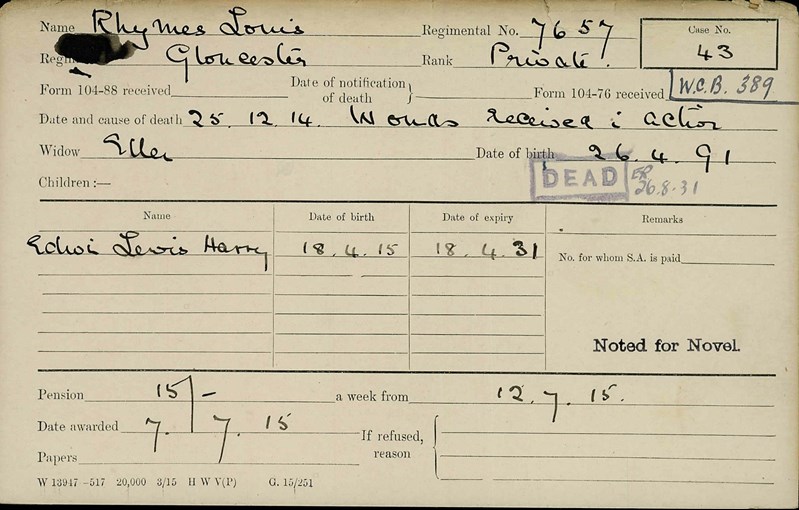 Name Rhymes Louis Regimental No. 7657 Case No. 43
Regim Gloucester Rank Private.
Form 104-88 received Date of notification of death } Form 104-76 received W.C.B. 389
Date and cause of death 25. 12. 14. Wonds received i action
Widow Ellen Date of birth 26. 4. 91
Children :— DEAD 26.8.31
Name Date of birth Date of expiry Remarks
Edwin Lewis Harry 18.4.15 18.4.31 No. for whom S.A. is paid
Noted for Novel.
Pension 15/- a week from 12.7.15.
Date awarded 7.7.15 If refused, reason {
Papers
W 13947—517 20,000 3/15 H W V(P) G. 15/251